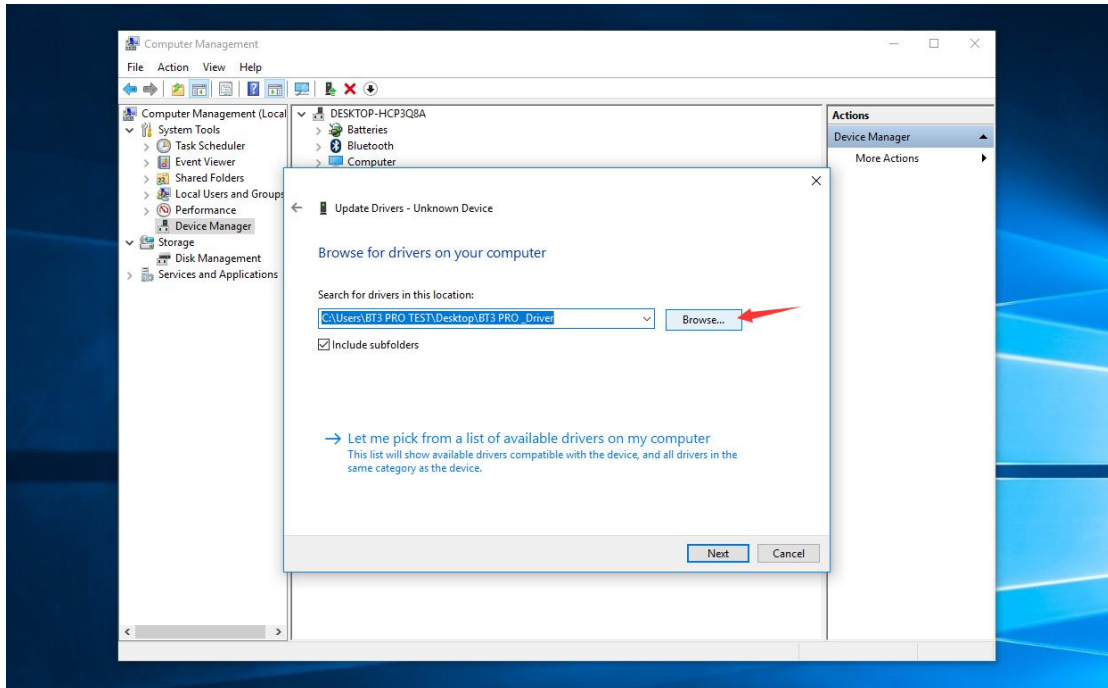 Computer Management
File Action View Help
Computer Management (Local
System Tools
Task Scheduler
Event Viewer
Shared Folders
Local Users and Groups
Performance
Device Manager
Storage
Disk Management
Services and Applications
DESKTOP-HCP3Q8A
Batteries
Bluetooth
Computer
Actions
Device Manager
More Actions
Update Drivers - Unknown Device
Browse for drivers on your computer
Search for drivers in this location:
C:\Users\BT3 PRO TEST\Desktop\BT3 PRO _Driver
Browse...
Include subfolders
Let me pick from a list of available drivers on my computer
This list will show available drivers compatible with the device, and all drivers in the
same category as the device.
Next Cancel